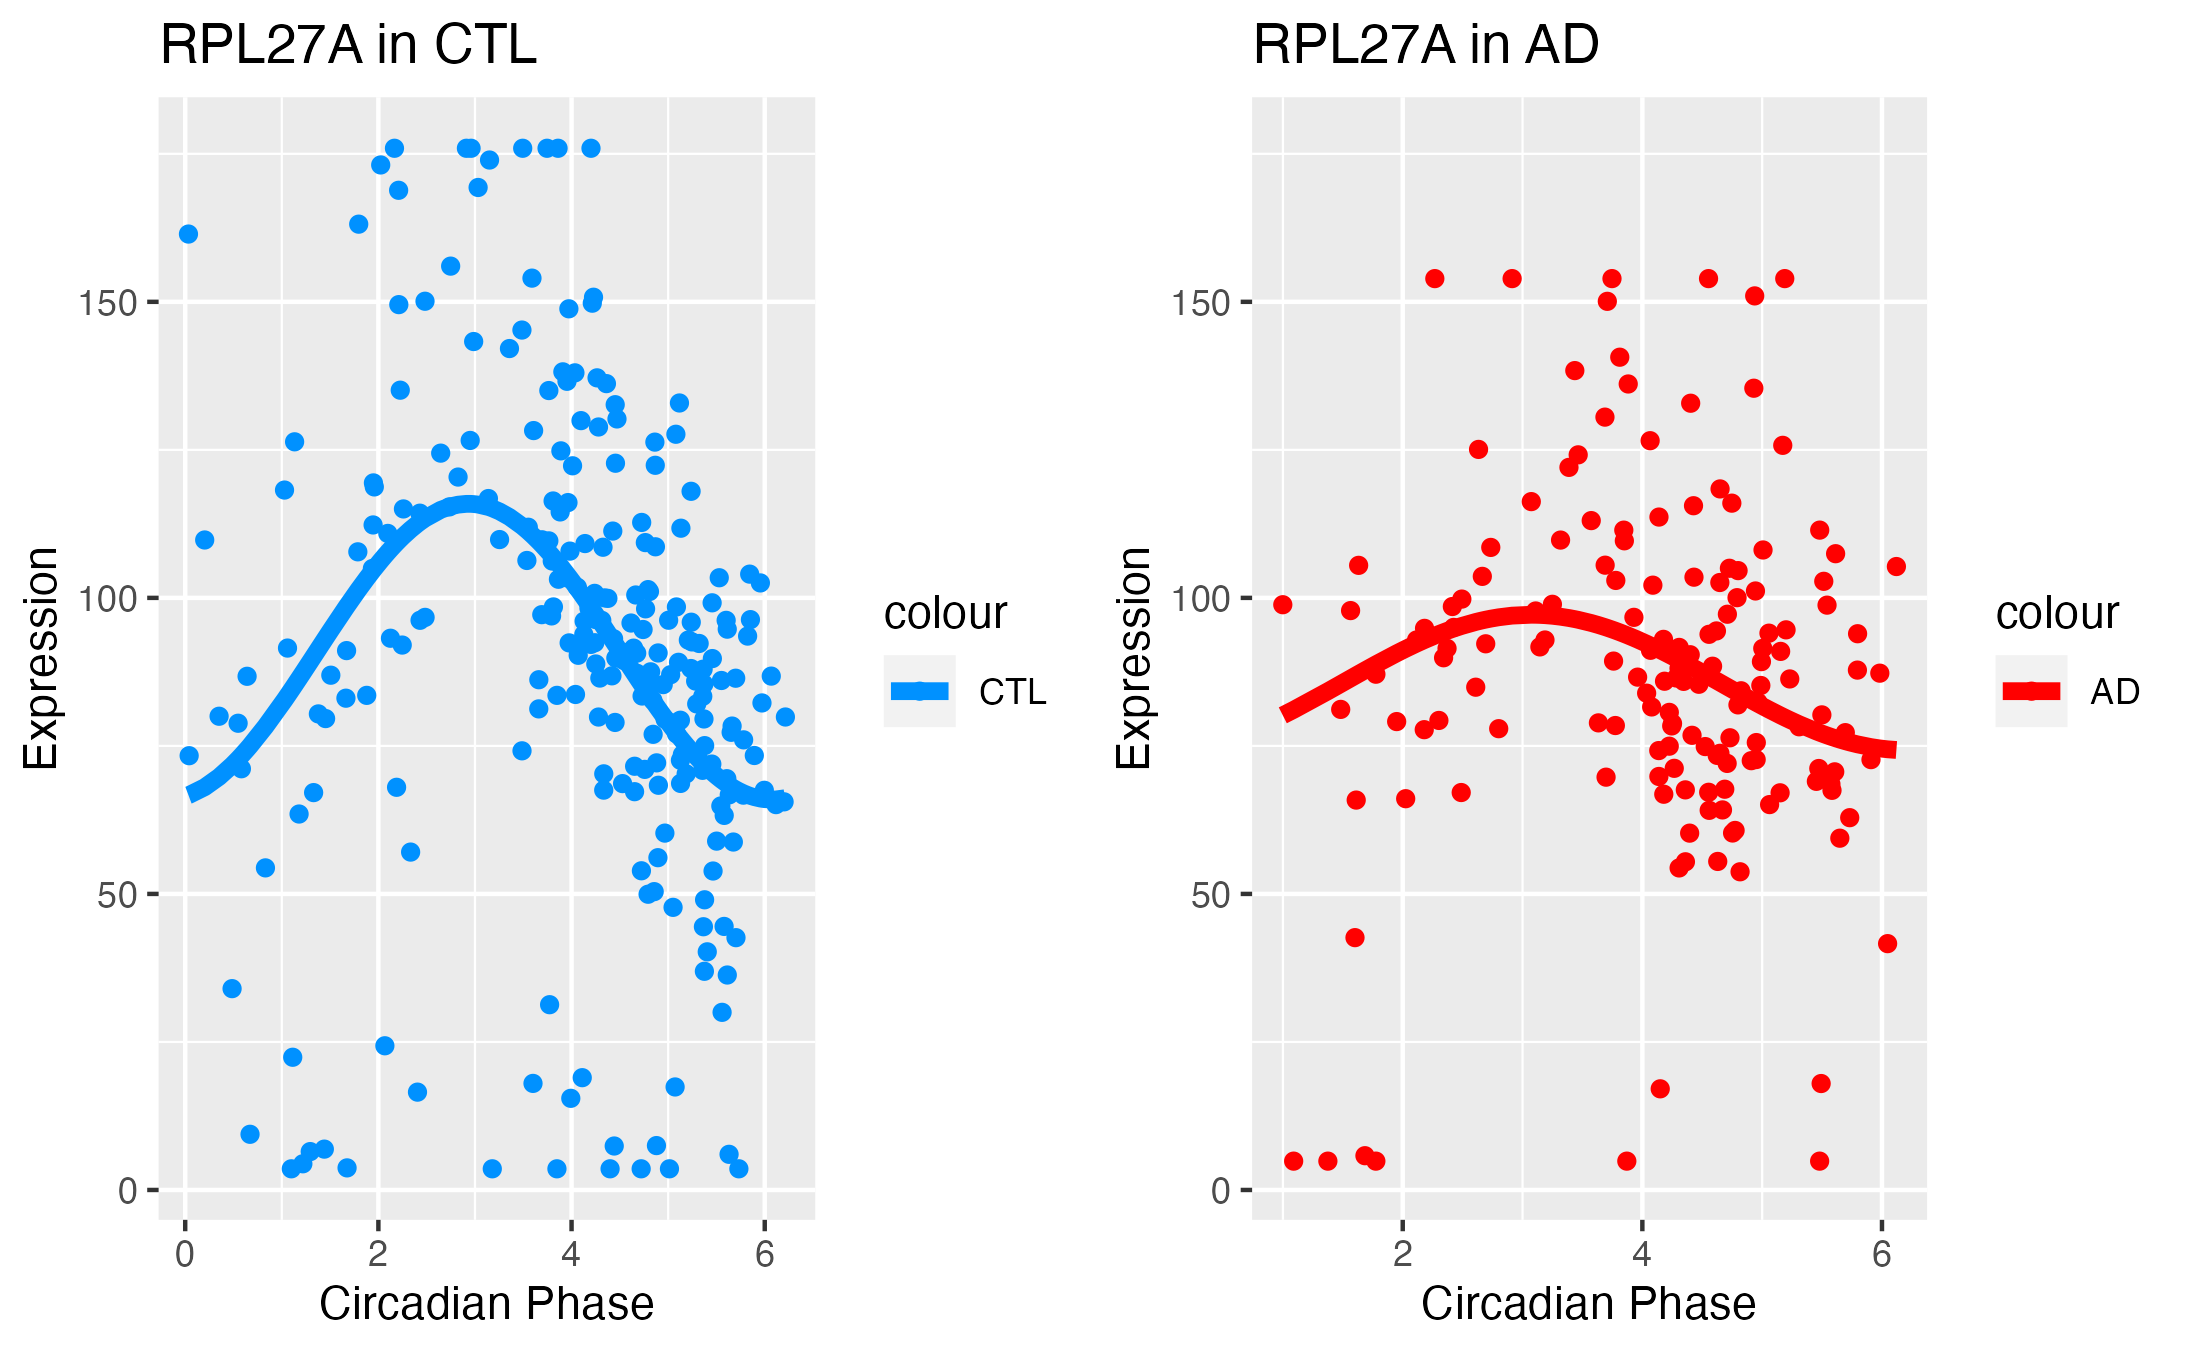 RPL27A in CTL
Expression
150
100
50
0
0 2 4 6
Circadian Phase
colour
CTL
RPL27A in AD
Expression
150
100
50
0
2 4 6
Circadian Phase
colour
AD